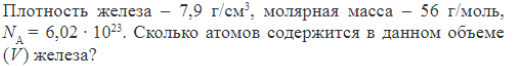 Плотность железа – 7,9 г/см³, молярная масса – 56 г/моль,
N_A = 6,02 · 10²³. Сколько атомов содержится в данном объеме
(V) железа?